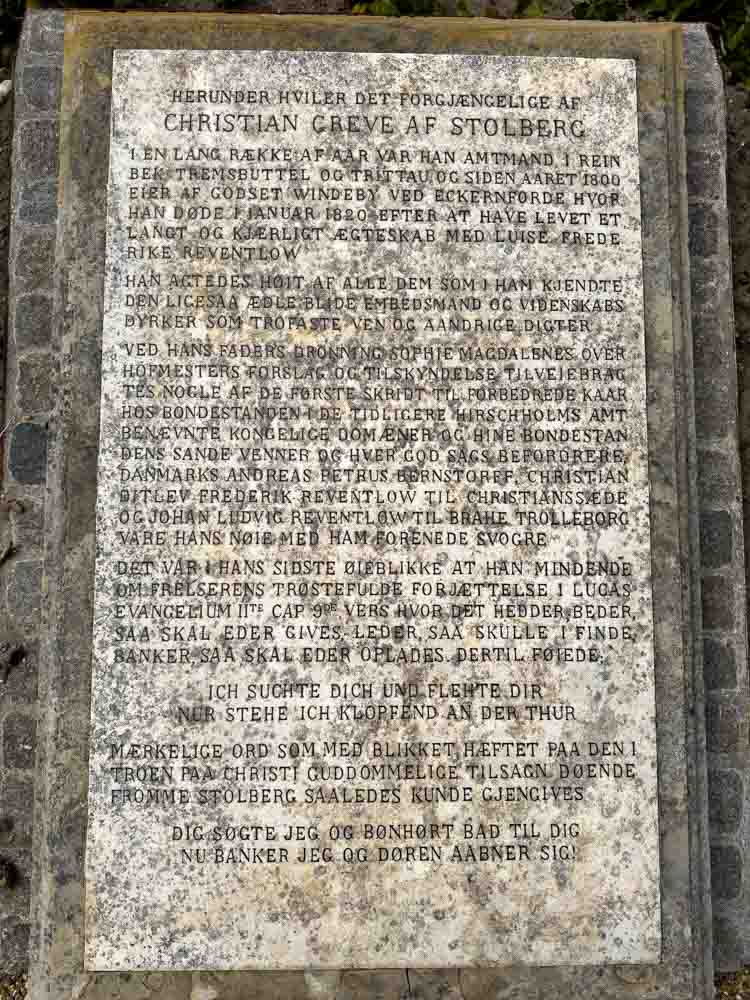 HERUNDER HVILER DET FORGJÆNGELIGE AF
CHRISTIAN GREVE AF STOLBERG
I EN LANG RÆKKE AF AAR VAR HAN AMTMAND I REIN
BEK TREMSBUTTEL OG TRITTAU OG SIDEN AARET 1800
EIER AF GODSET WINDEBY VED ECKERNFORDE HVOR
HAN DØDE 1 JANUAR 1820 EFTER AT HAVE LEVET ET
LANGT OG KJÆRLIGT ÆGTESKAB MED LUISE FREDE
RIKE REVENTLOW
HAN AGTEDES HØIT AF ALLE DEM SOM I HAM KJENDTE
DEN LIGESAA ÆDLE BLIDE EMBEDSMAND OG VIDENSKABS
DYRKER SOM TROFASTE VEN OG AANDRIGE DIGTER
VED HANS FADERS DRONNING SOPHIE MAGDALENES OVER
HOFMESTERS FORSLAG OG TILSKYNDELSE TILVEIEBRAG
TES NOGLE AF DE FØRSTE SKRIDT TIL FORBEDREDE KAAR
HOS BONDESTANDEN I DE TIDLIGERE HIRSCHHOLMS AMT
BENÆVNTE KONGELIGE DOMÆNER OG HINE BONDESTAN
DENS SANDE VENNER OG HVER GOD SAGS BEFORDRERE,
DANMARKS ANDREAS PETRUS BERNSTORFF, CHRISTIAN
DITLEV FREDERIK REVENTLOW TIL CHRISTIANSSÆDE
OG JOHAN LUDVIG REVENTLOW TIL BRAHE TROLLEBORG
VARE HANS NØIE MED HAM FORENEDE SVOGRE
DET VAR I HANS SIDSTE ØIEBLIKKE AT HAN MINDENDE
OM FRELSERENS TRØSTEFULDE FORJÆTTELSE I LUCAS
EVANGELIUM 11TE CAP 9DE VERS HVOR DET HEDDER, BEDER,
SAA SKAL EDER GIVES, LEDER, SAA SKULLE I FINDE,
BANKER, SAA SKAL EDER OPLADES. DERTIL FØIEDE:
ICH SUCHTE DICH UND FLEHTE DIR
NUR STEHE ICH KLOPFEND AN DER THUR
MÆRKELIGE ORD SOM MED BLIKKET HÆFTET PAA DEN I
TROEN PAA CHRISTI GUDDOMMELIGE TILSAGN DØENDE
FROMME STOLBERG SAALEDES KUNDE GJENGIVES
DIG SØGTE JEG OG BØNHØRT BAD TIL DIG
NU BANKER JEG OG DØREN AABNER SIG!